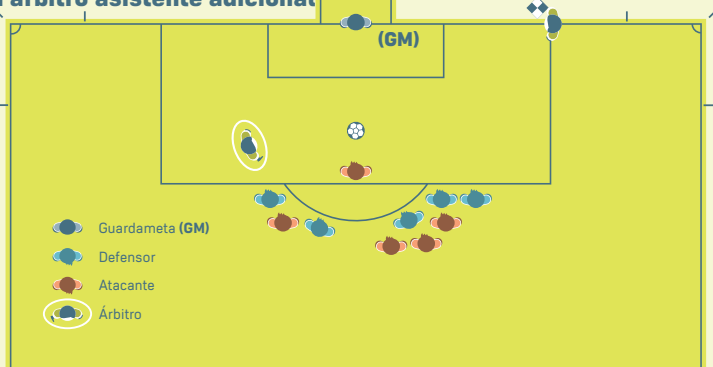 árbitro asistente adicional
(GM)
Guardameta (GM)
Defensor
Atacante
Árbitro